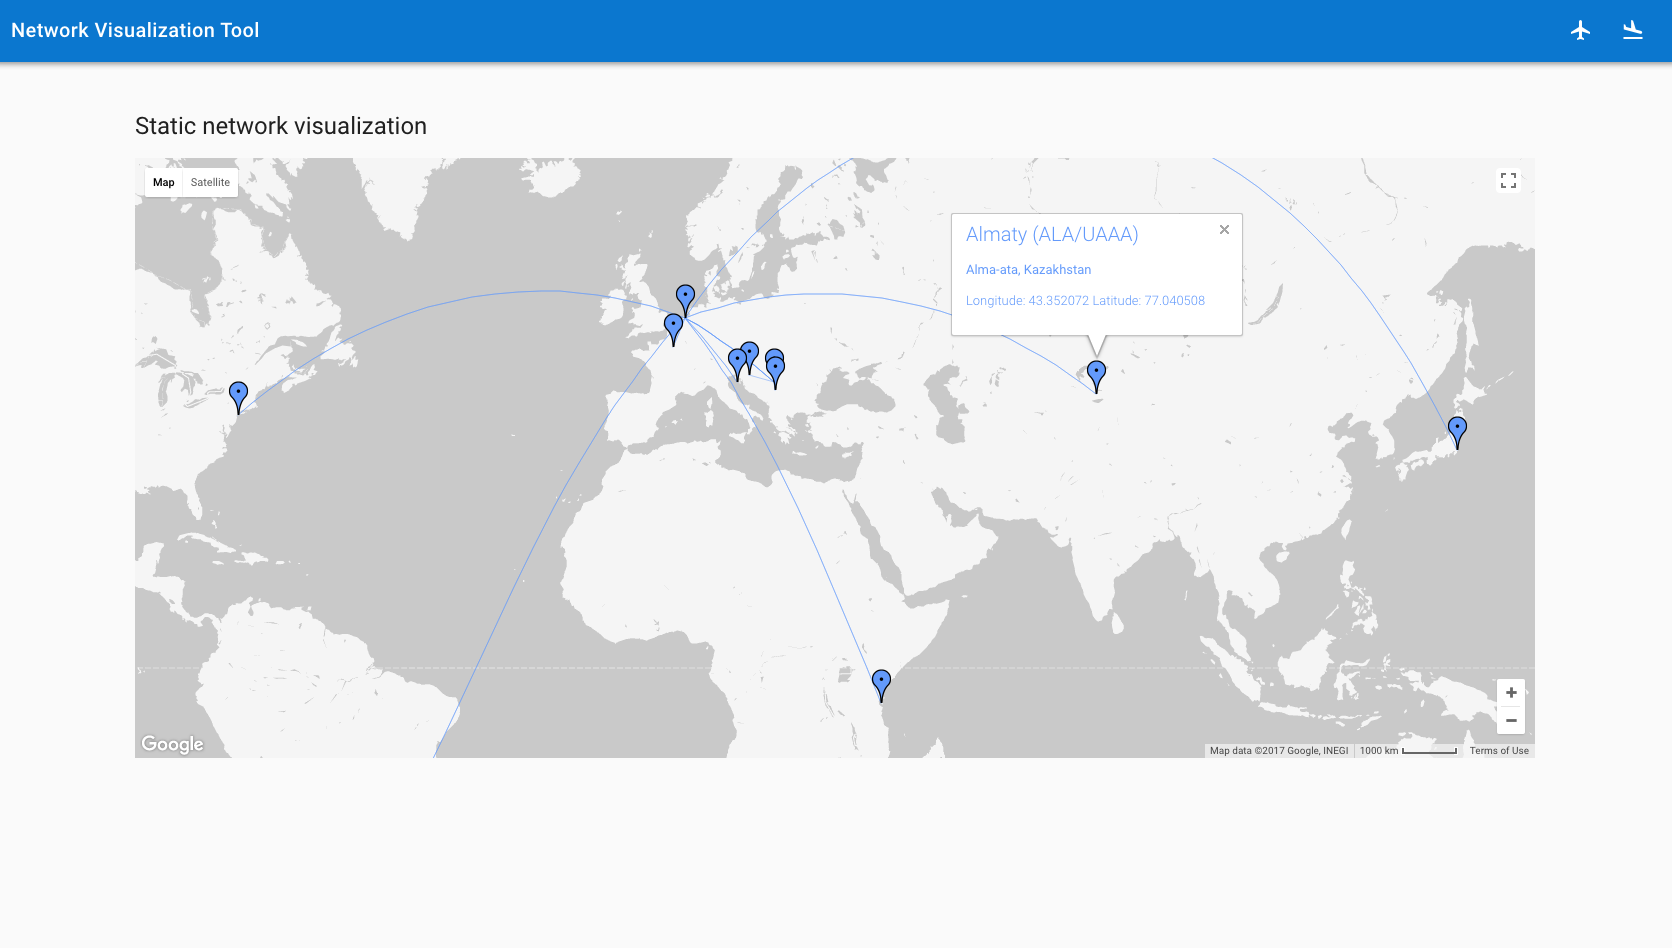 Network Visualization Tool
Static network visualization
Map Satellite
Almaty (ALA/UAAA)
Alma-ata, Kazakhstan
Longitude: 43.352072 Latitude: 77.040508
Google
Map data ©2017 Google, INEGI 1000 km Terms of Use